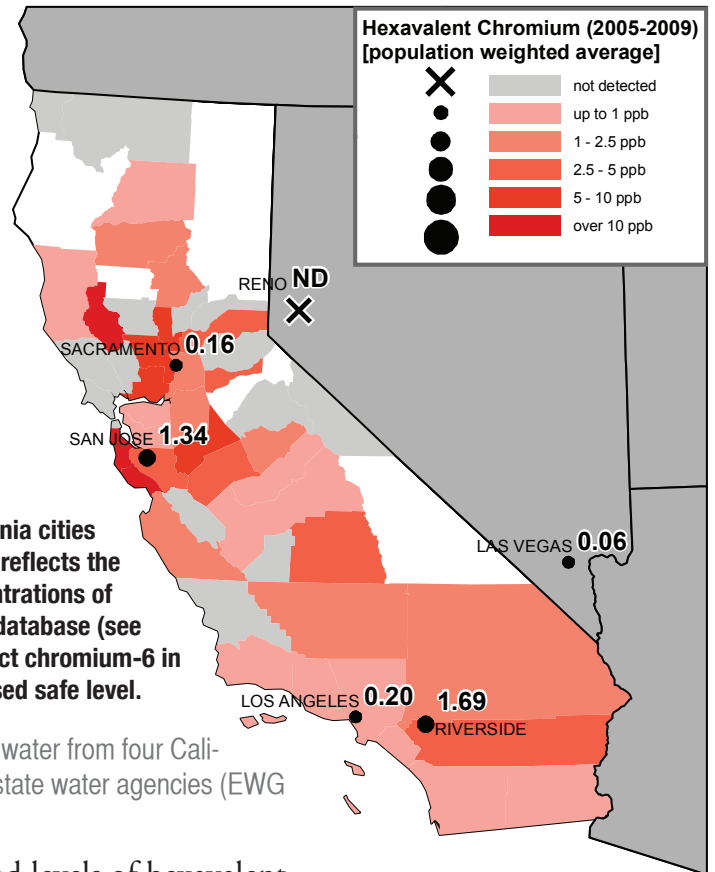 Hexavalent Chromium (2005-2009)
[population weighted average]
not detected
up to 1 ppb
1 - 2.5 ppb
2.5 - 5 ppb
5 - 10 ppb
over 10 ppb
RENO ND
SACRAMENTO 0.16
SAN JOSE 1.34
LAS VEGAS 0.06
LOS ANGELES 0.20
1.69
RIVERSIDE
nia cities
reflects the
ntrations of
database (see
ct chromium-6 in
sed safe level.
water from four Cali-
state water agencies (EWG